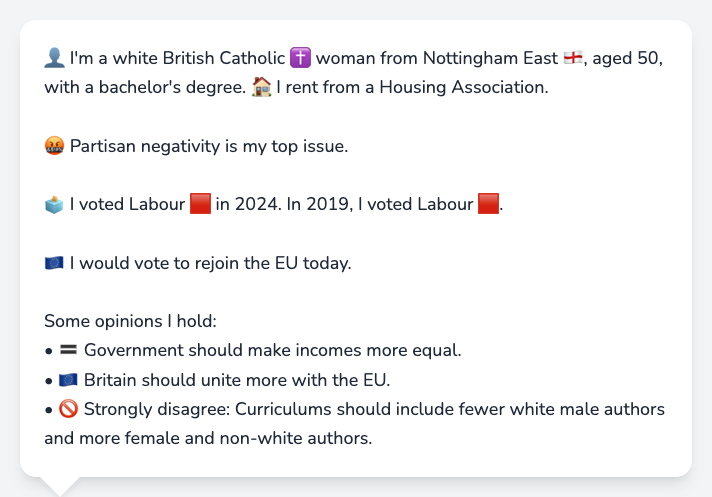 👤 I'm a white British Catholic ✝️ woman from Nottingham East 🏴󠁧󠁢󠁥󠁮󠁧󠁿, aged 50,
with a bachelor's degree. 🏠 I rent from a Housing Association.
🤬 Partisan negativity is my top issue.
🗳️ I voted Labour 🟥 in 2024. In 2019, I voted Labour 🟥.
🇪🇺 I would vote to rejoin the EU today.
Some opinions I hold:
• 🟰 Government should make incomes more equal.
• 🇪🇺 Britain should unite more with the EU.
• 🚫 Strongly disagree: Curriculums should include fewer white male authors
and more female and non-white authors.